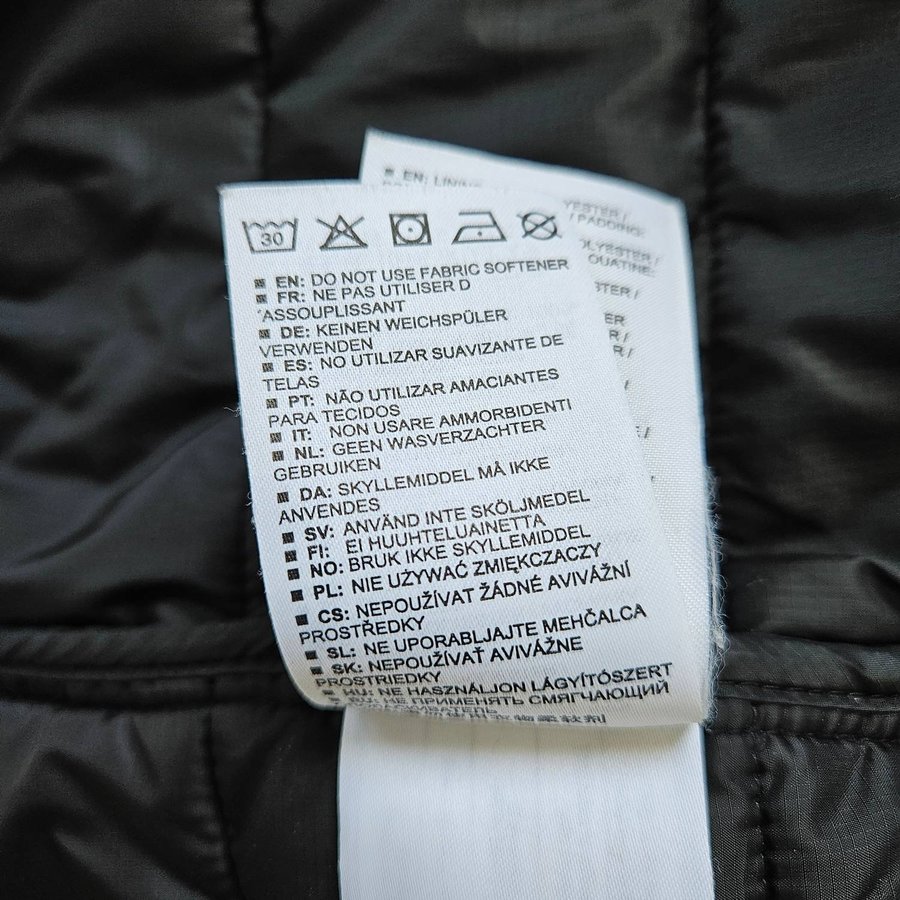 30
■ EN: DO NOT USE FABRIC SOFTENER
■ FR: NE PAS UTILISER D
'ASSOUPLISSANT
■ DE: KEINEN WEICHSPÜLER
VERWENDEN
■ ES: NO UTILIZAR SUAVIZANTE DE
TELAS
■ PT: NÃO UTILIZAR AMACIANTES
PARA TECIDOS
■ IT: NON USARE AMMORBIDENTI
■ NL: GEEN WASVERZACHTER
GEBRUIKEN
■ DA: SKYLLEMIDDEL MÅ IKKE
ANVENDES
■ SV: ANVÄND INTE SKÖLJMEDEL
■ FI: EI HUUHTELUAINETTA
■ NO: BRUK IKKE SKYLLEMIDDEL
■ PL: NIE UŻYWAĆ ZMIĘKCZACZY
■ CS: NEPOUŽÍVAT ŽÁDNÉ AVIVÁŽNÍ
PROSTŘEDKY
■ SL: NE UPORABLJAJTE MEHČALCA
■ SK: NEPOUŽÍVAŤ AVIVÁŽNE
PROSTRIEDKY
■ HU: NE HASZNÁLJON LÁGYÍTÓSZERT
■ RU: НЕ ПРИМЕНЯТЬ СМЯГЧАЮЩИЙ
■ EN:
/ PADDING: